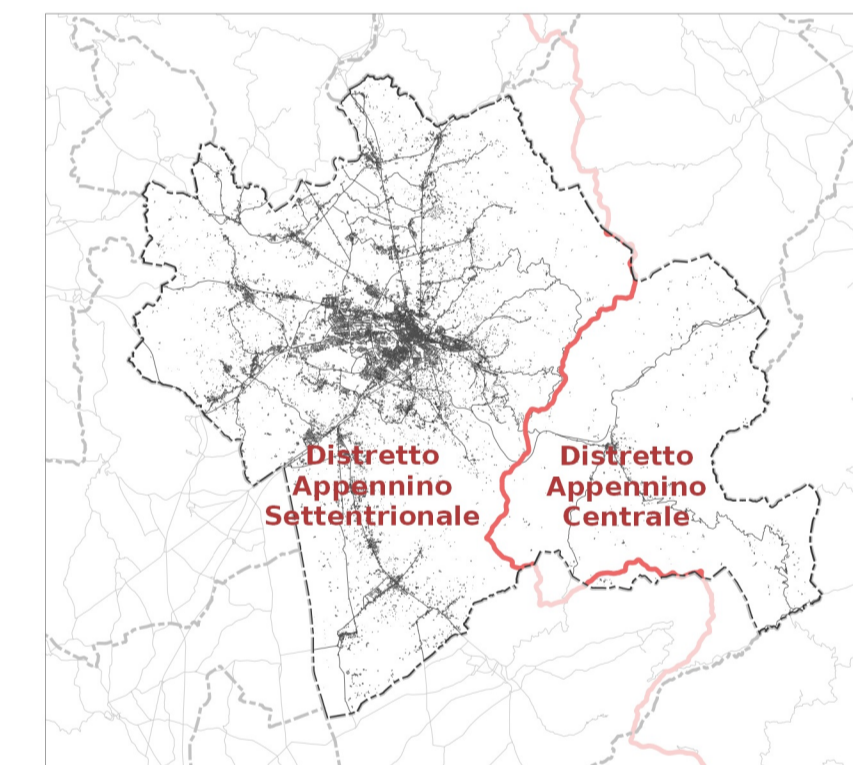 Distretto
Appennino
Settentrionale
Distretto
Appennino
Centrale